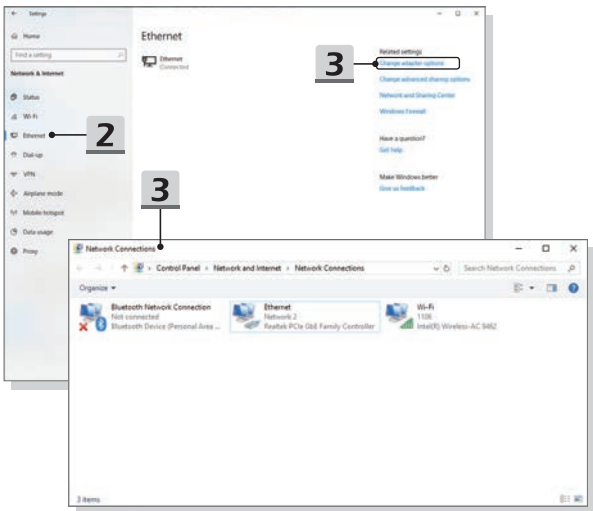 Settings
Home
Find a setting
Network & Internet
Status
Wi-Fi
Ethernet
Dial-up
VPN
Airplane mode
Mobile hotspot
Data usage
Proxy
2
Ethernet
Ethernet
Connected
3
Related settings
Change adapter options
Change advanced sharing options
Network and Sharing Center
Windows Firewall
Have a question?
Get help
Make Windows better
Give us feedback
3
Network Connections
Control Panel › Network and Internet › Network Connections
Search Network Connections
Organize
Bluetooth Network Connection
Not connected
Bluetooth Device (Personal Area ...
Ethernet
Network 2
Realtek PCIe GbE Family Controller
Wi-Fi
1106
Intel(R) Wireless-AC 9462
3 items